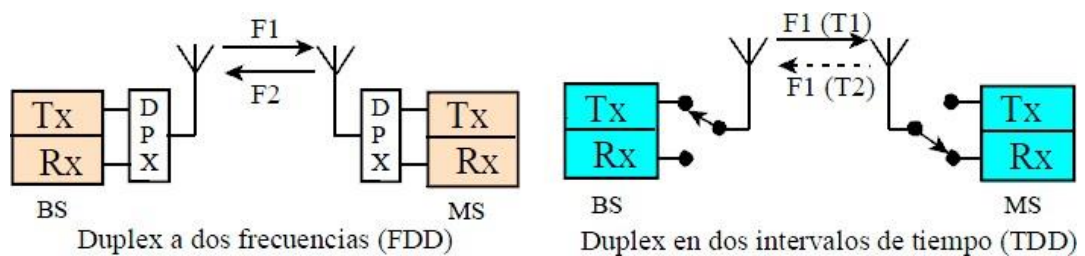 F1
F2
Tx
Rx
D
P
X
BS
D
P
X
Tx
Rx
MS
Duplex a dos frecuencias (FDD)
F1 (T1)
F1 (T2)
Tx
Rx
BS
Tx
Rx
MS
Duplex en dos intervalos de tiempo (TDD)